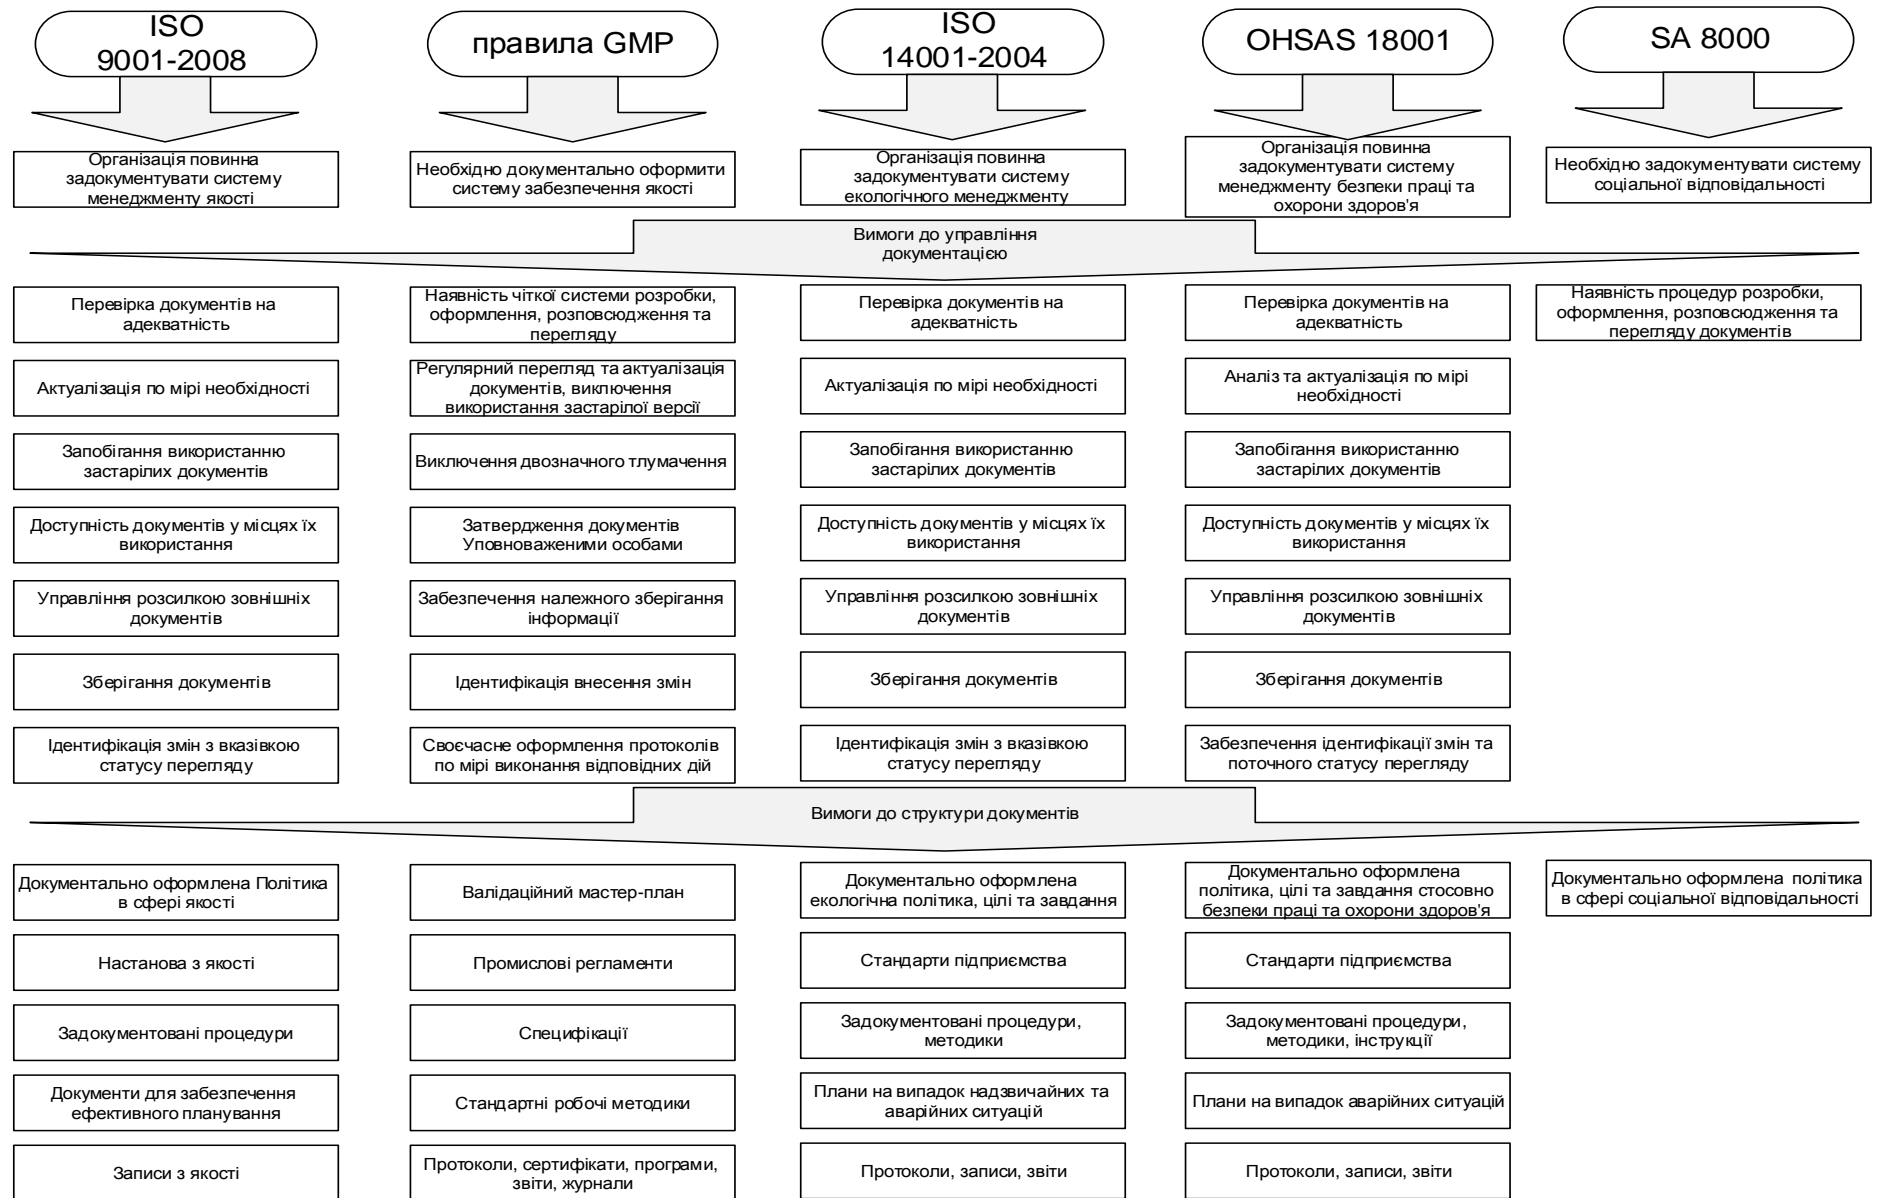 ISO
9001-2008
правила GMP
ISO
14001-2004
OHSAS 18001
SA 8000
Організація повинна
задокументувати систему
менеджменту якості
Необхідно документально оформити
систему забезпечення якості
Організація повинна
задокументувати систему
екологічного менеджменту
Організація повинна
задокументувати систему
менеджменту безпеки праці та
охорони здоров'я
Необхідно задокументувати систему
соціальної відповідальності
Вимоги до управління
документацією
Перевірка документів на
адекватність
Наявність чіткої системи розробки,
оформлення, розповсюдження та
перегляду
Перевірка документів на
адекватність
Перевірка документів на
адекватність
Наявність процедур розробки,
оформлення, розповсюдження та
перегляду документів
Актуалізація по мірі необхідності
Регулярний перегляд та актуалізація
документів, виключення
використання застарілої версії
Актуалізація по мірі необхідності
Аналіз та актуалізація по мірі
необхідності
Запобігання використанню
застарілих документів
Виключення двозначного тлумачення
Запобігання використанню
застарілих документів
Запобігання використанню
застарілих документів
Доступність документів у місцях їх
використання
Затвердження документів
Уповноваженими особами
Доступність документів у місцях їх
використання
Доступність документів у місцях їх
використання
Управління розсилкою зовнішніх
документів
Забезпечення належного зберігання
інформації
Управління розсилкою зовнішніх
документів
Управління розсилкою зовнішніх
документів
Зберігання документів
Ідентифікація внесення змін
Зберігання документів
Зберігання документів
Ідентифікація змін з вказівкою
статусу перегляду
Своєчасне оформлення протоколів
по мірі виконання відповідних дій
Ідентифікація змін з вказівкою
статусу перегляду
Забезпечення ідентифікації змін та
поточного статусу перегляду
Вимоги до структури документів
Документально оформлена Політика
в сфері якості
Валідаційний мастер-план
Документально оформлена
екологічна політика, цілі та завдання
Документально оформлена
політика, цілі та завдання стосовно
безпеки праці та охорони здоров'я
Документально оформлена політика
в сфері соціальної відповідальності
Настанова з якості
Промислові регламенти
Стандарти підприємства
Стандарти підприємства
Задокументовані процедури
Специфікації
Задокументовані процедури,
методики
Задокументовані процедури,
методики, інструкції
Документи для забезпечення
ефективного планування
Стандартні робочі методики
Плани на випадок надзвичайних та
аварійних ситуацій
Плани на випадок аварійних ситуацій
Записи з якості
Протоколи, сертифікати, програми,
звіти, журнали
Протоколи, записи, звіти
Протоколи, записи, звіти